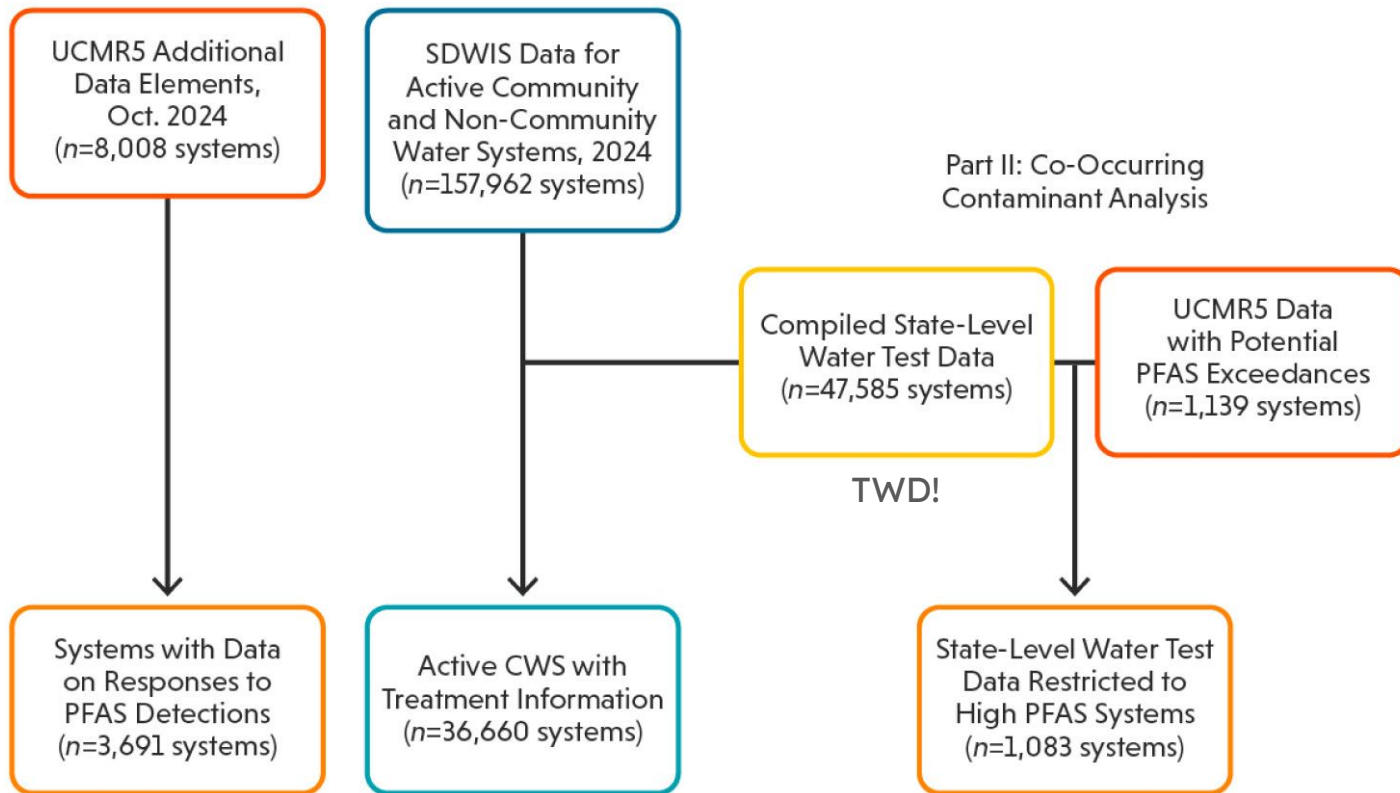 UCMR5 Additional
Data Elements,
Oct. 2024
(n=8,008 systems)
SDWIS Data for
Active Community
and Non-Community
Water Systems, 2024
(n=157,962 systems)
Part II: Co-Occurring
Contaminant Analysis
Compiled State-Level
Water Test Data
(n=47,585 systems)
UCMR5 Data
with Potential
PFAS Exceedances
(n=1,139 systems)
TWD!
Systems with Data
on Responses to
PFAS Detections
(n=3,691 systems)
Active CWS with
Treatment Information
(n=36,660 systems)
State-Level Water Test
Data Restricted to
High PFAS Systems
(n=1,083 systems)